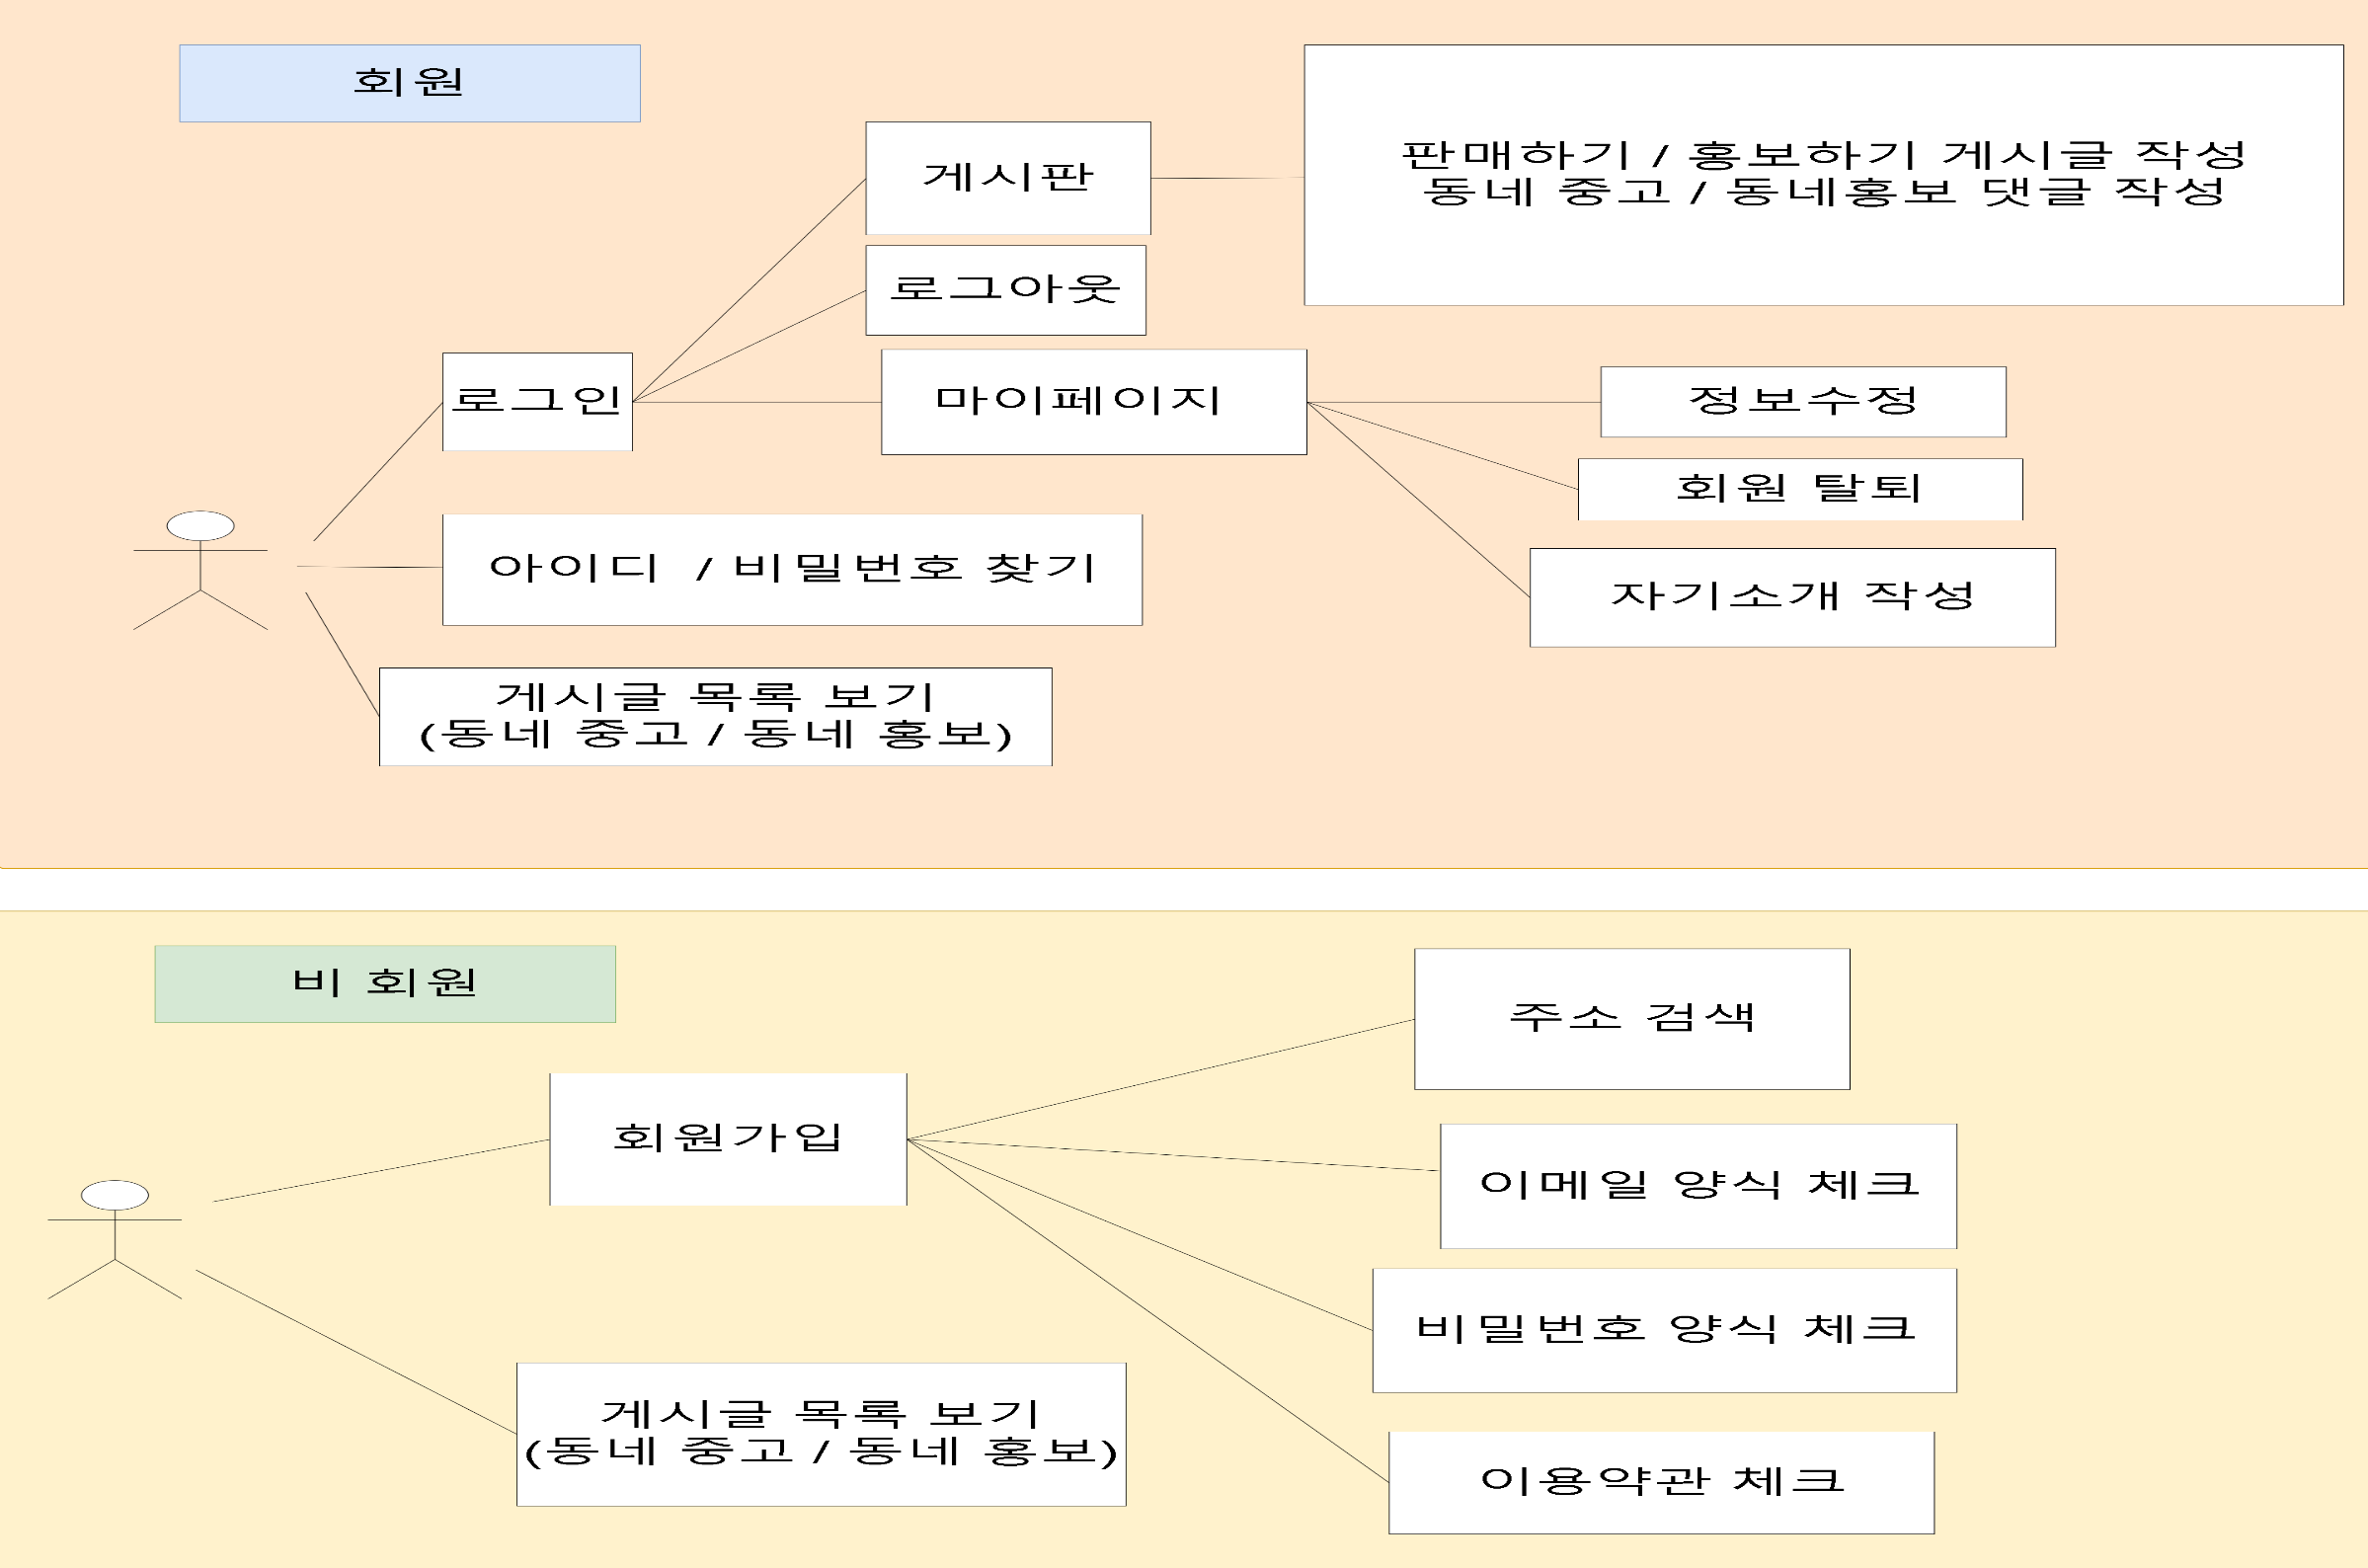 회원
게시판
판매하기 / 홍보하기 게시글 작성
동네 중고 / 동네홍보 댓글 작성
로그아웃
로그인
마이페이지
정보수정
회원 탈퇴
아이디 / 비밀번호 찾기
자기소개 작성
게시글 목록 보기
(동네 중고 / 동네 홍보)
비 회원
주소 검색
회원가입
이메일 양식 체크
비밀번호 양식 체크
게시글 목록 보기
(동네 중고 / 동네 홍보)
이용약관 체크